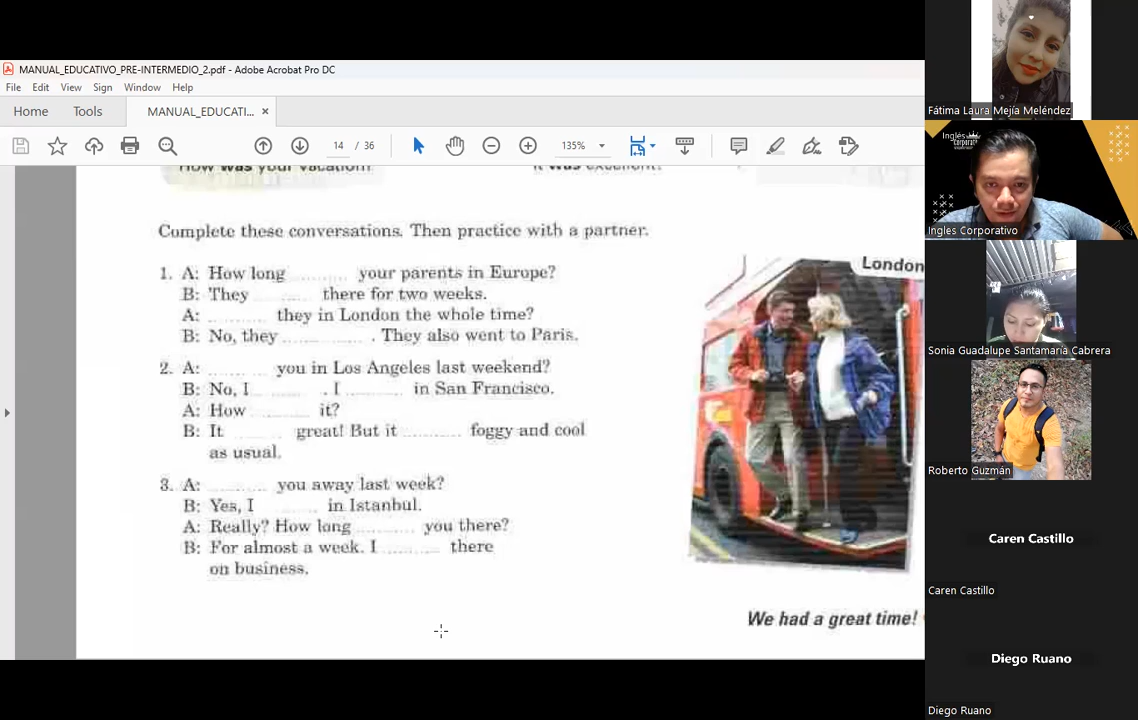 MANUAL_EDUCATIVO_PRE-INTERMEDIO_2.pdf - Adobe Acrobat Pro DC
File Edit View Sign Window Help
Home Tools MANUAL_EDUCATI... ×
14 / 36 135%
How was your vacation? It was excellent!
Complete these conversations. Then practice with a partner.
1. A: How long .......... your parents in Europe?
B: They .......... there for two weeks.
A: .......... they in London the whole time?
B: No, they .......... . They also went to Paris.
2. A: .......... you in Los Angeles last weekend?
B: No, I .......... . I .......... in San Francisco.
A: How .......... it?
B: It .......... great! But it .......... foggy and cool
as usual.
3. A: .......... you away last week?
B: Yes, I .......... in Istanbul.
A: Really? How long .......... you there?
B: For almost a week. I .......... there
on business.
London
We had a great time!
Fátima Laura Mejía Meléndez
Inglés
Corporativo
Ingles Corporativo
Sonia Guadalupe Santamaría Cabrera
Roberto Guzmán
Caren Castillo
Caren Castillo
Diego Ruano
Diego Ruano